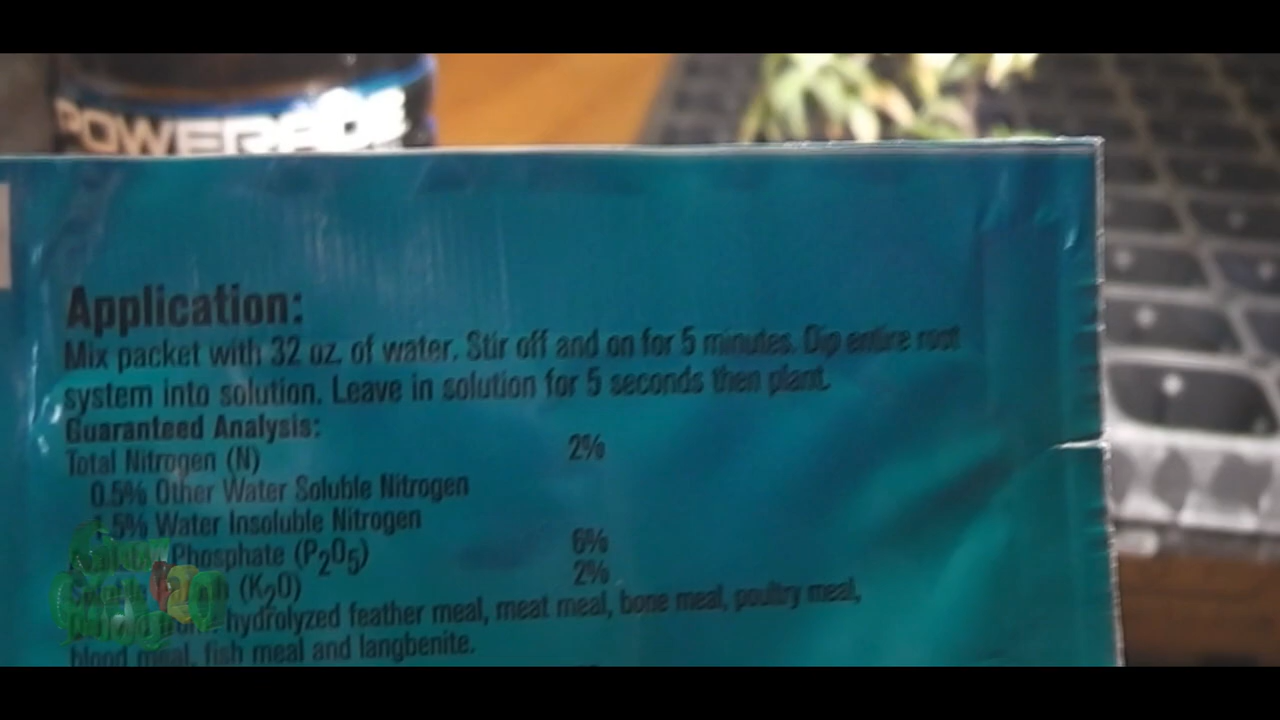 POWERADE
Application:
Mix packet with 32 oz. of water. Stir off and on for 5 minutes. Dip entire root
system into solution. Leave in solution for 5 seconds then plant.
Guaranteed Analysis:
Total Nitrogen (N) 2%
0.5% Other Water Soluble Nitrogen
1.5% Water Insoluble Nitrogen
Available Phosphate (P2O5) 6%
Soluble (K2O) 2%
Derived from: hydrolyzed feather meal, meat meal, bone meal, poultry meal,
blood meal, fish meal and langbenite.